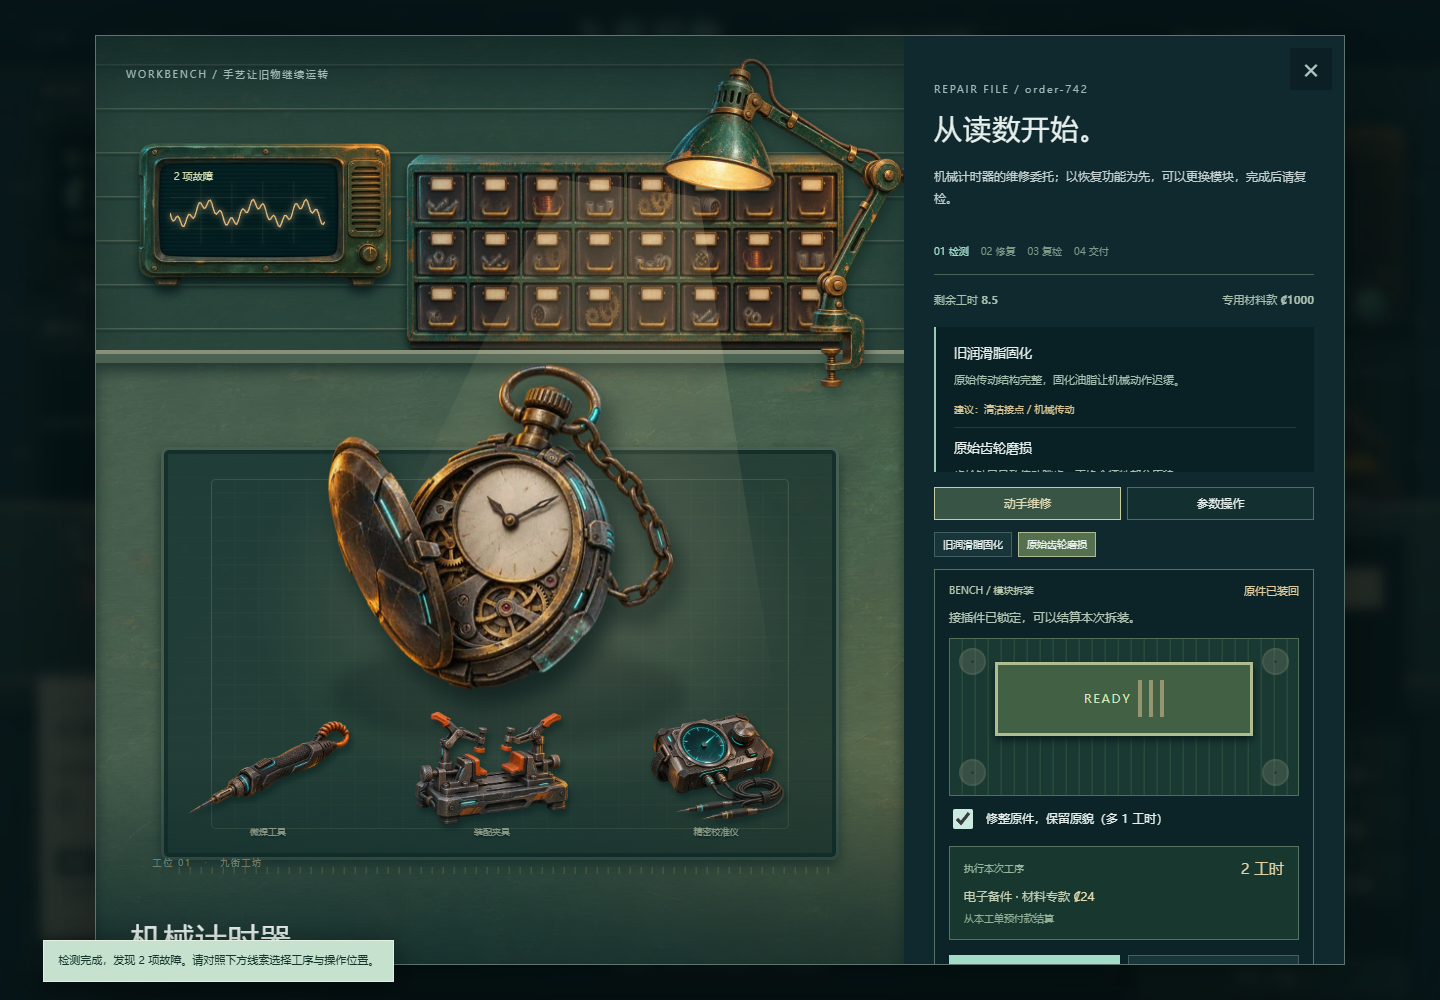 WORKBENCH / 手艺让旧物继续运转
2 项故障
微焊工具
装配夹具
精密校准仪
工位 01 · 九街工坊
机械计时器
检测完成，发现 2 项故障。请对照下方线索选择工序与操作位置。
×
REPAIR FILE / order-742
从读数开始。
机械计时器的维修委托；以恢复功能为先，可以更换模块，完成后请复
检。
01 检测 02 修复 03 复检 04 交付
剩余工时 8.5 专用材料款 ₡1000
旧润滑脂固化
原始传动结构完整，固化油脂让机械动作迟缓。
建议：清洁接点 / 机械传动
原始齿轮磨损
动手维修 参数操作
旧润滑脂固化 原始齿轮磨损
BENCH / 模块拆装 原件已装回
接插件已锁定，可以结算本次拆装。
READY
修整原件，保留原貌（多 1 工时）
执行本次工序 2 工时
电子备件 · 材料专款 ₡24
从本工单预付款结算